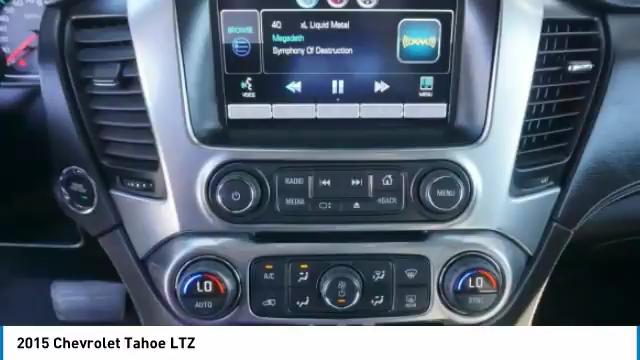 BROWSE
40 xL Liquid Metal
Megadeth
Symphony Of Destruction
VOICE
MENU
RADIO
MEDIA
BACK
MENU
A/C
LO
AUTO
LO
SYNC
2015 Chevrolet Tahoe LTZ